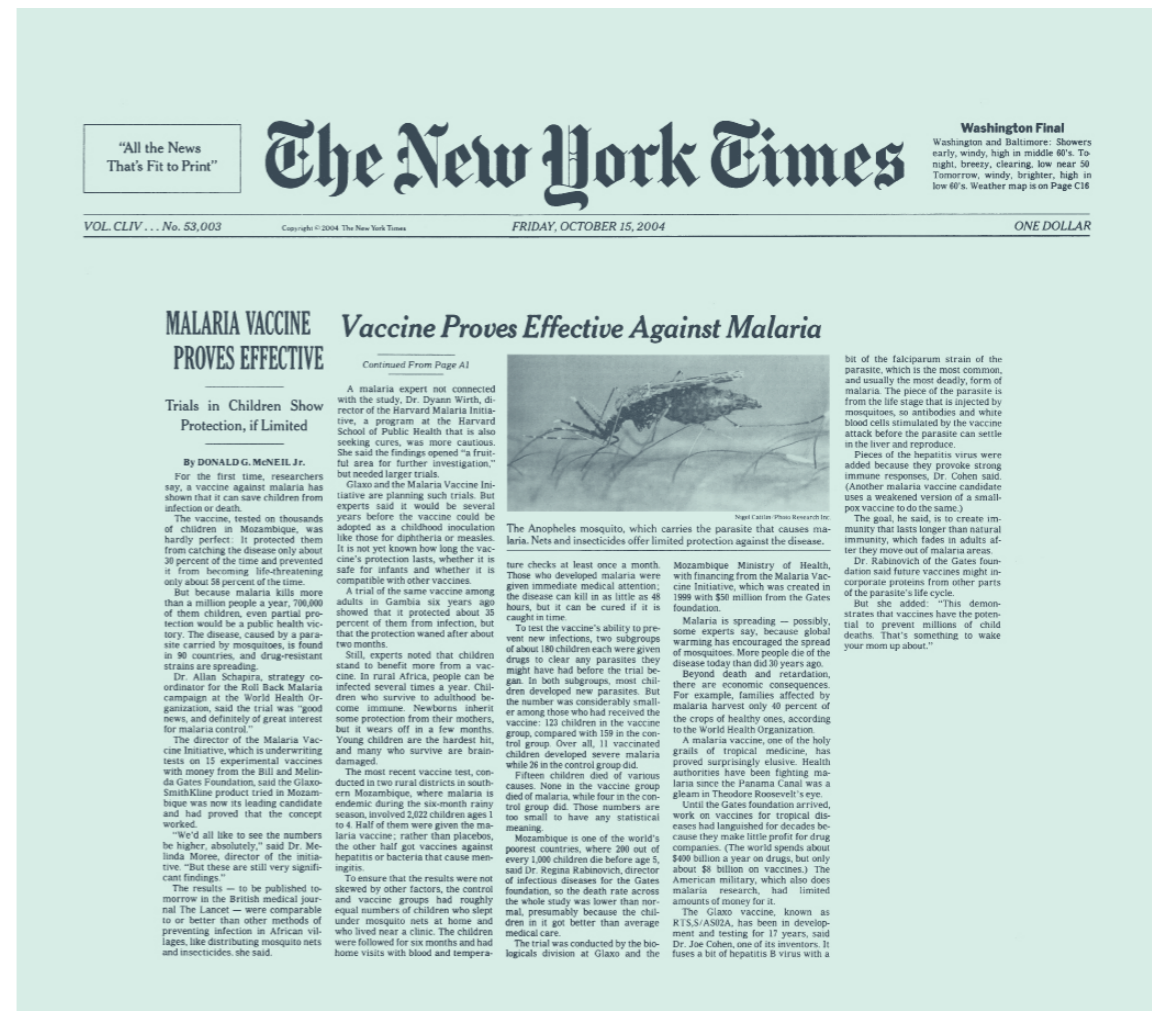 "All the News
That's Fit to Print"
The New York Times
Washington Final
Washington and Baltimore: Showers
early, windy, high in middle 60's. To-
night, breezy, clearing, low near 50
Tomorrow, windy, brighter, high in
low 60's. Weather map is on Page C16
VOL. CLIV . . . No. 53,003
Copyright © 2004 The New York Times
FRIDAY, OCTOBER 15, 2004
ONE DOLLAR
MALARIA VACCINE
PROVES EFFECTIVE
Trials in Children Show
Protection, if Limited
By DONALD G. McNEIL Jr.
For the first time, researchers
say, a vaccine against malaria has
shown that it can save children from
infection or death.
The vaccine, tested on thousands
of children in Mozambique, was
hardly perfect: It protected them
from catching the disease only about
30 percent of the time and prevented
it from becoming life-threatening
only about 58 percent of the time.
But because malaria kills more
than a million people a year, 700,000
of them children, even partial pro-
tection would be a public health vic-
tory. The disease, caused by a para-
site carried by mosquitoes, is found
in 90 countries, and drug-resistant
strains are spreading.
Dr. Allan Schapira, strategy co-
ordinator for the Roll Back Malaria
campaign at the World Health Or-
ganization, said the trial was "good
news, and definitely of great interest
for malaria control."
The director of the Malaria Vac-
cine Initiative, which is underwriting
tests on 15 experimental vaccines
with money from the Bill and Melin-
da Gates Foundation, said the Glaxo-
SmithKline product tried in Mozam-
bique was now its leading candidate
and had proved that the concept
worked.
"We'd all like to see the numbers
be higher, absolutely," said Dr. Me-
linda Moree, director of the initia-
tive. "But these are still very signifi-
cant findings."
The results — to be published to-
morrow in the British medical jour-
nal The Lancet — were comparable
to or better than other methods of
preventing infection in African vil-
lages, like distributing mosquito nets
and insecticides. she said.
Vaccine Proves Effective Against Malaria
Continued From Page A1
A malaria expert not connected
with the study, Dr. Dyann Wirth, di-
rector of the Harvard Malaria Initia-
tive, a program at the Harvard
School of Public Health that is also
seeking cures, was more cautious.
She said the findings opened "a fruit-
ful area for further investigation,"
but needed larger trials.
Glaxo and the Malaria Vaccine Ini-
tiative are planning such trials. But
experts said it would be several
years before the vaccine could be
adopted as a childhood inoculation
like those for diphtheria or measles.
It is not yet known how long the vac-
cine's protection lasts, whether it is
safe for infants and whether it is
compatible with other vaccines.
A trial of the same vaccine among
adults in Gambia six years ago
showed that it protected about 35
percent of them from infection, but
that the protection waned after about
two months.
Still, experts noted that children
stand to benefit more from a vac-
cine. In rural Africa, people can be
infected several times a year. Chil-
dren who survive to adulthood be-
come immune. Newborns inherit
some protection from their mothers,
but it wears off in a few months.
Young children are the hardest hit,
and many who survive are brain-
damaged.
The most recent vaccine test, con-
ducted in two rural districts in south-
ern Mozambique, where malaria is
endemic during the six-month rainy
season, involved 2,022 children ages 1
to 4. Half of them were given the ma-
laria vaccine; rather than placebos,
the other half got vaccines against
hepatitis or bacteria that cause men-
ingitis.
To ensure that the results were not
skewed by other factors, the control
and vaccine groups had roughly
equal numbers of children who slept
under mosquito nets at home and
who lived near a clinic. The children
were followed for six months and had
home visits with blood and tempera-
Nigel Cattlin/Photo Research Inc.
The Anopheles mosquito, which carries the parasite that causes ma-
laria. Nets and insecticides offer limited protection against the disease.
ture checks at least once a month.
Those who developed malaria were
given immediate medical attention;
the disease can kill in as little as 48
hours, but it can be cured if it is
caught in time.
To test the vaccine's ability to pre-
vent new infections, two subgroups
of about 180 children each were given
drugs to clear any parasites they
might have had before the trial be-
gan. In both subgroups, most chil-
dren developed new parasites. But
the number was considerably small-
er among those who had received the
vaccine: 123 children in the vaccine
group, compared with 159 in the con-
trol group. Over all, 11 vaccinated
children developed severe malaria
while 26 in the control group did.
Fifteen children died of various
causes. None in the vaccine group
died of malaria, while four in the con-
trol group did. Those numbers are
too small to have any statistical
meaning.
Mozambique is one of the world's
poorest countries, where 200 out of
every 1,000 children die before age 5,
said Dr. Regina Rabinovich, director
of infectious diseases for the Gates
foundation, so the death rate across
the whole study was lower than nor-
mal, presumably because the chil-
dren in it got better than average
medical care.
The trial was conducted by the bio-
logicals division at Glaxo and the
Mozambique Ministry of Health,
with financing from the Malaria Vac-
cine Initiative, which was created in
1999 with $50 million from the Gates
foundation.
Malaria is spreading — possibly,
some experts say, because global
warming has encouraged the spread
of mosquitoes. More people die of the
disease today than did 30 years ago.
Beyond death and retardation,
there are economic consequences.
For example, families affected by
malaria harvest only 40 percent of
the crops of healthy ones, according
to the World Health Organization.
A malaria vaccine, one of the holy
grails of tropical medicine, has
proved surprisingly elusive. Health
authorities have been fighting ma-
laria since the Panama Canal was a
gleam in Theodore Roosevelt's eye.
Until the Gates foundation arrived,
work on vaccines for tropical dis-
eases had languished for decades be-
cause they make little profit for drug
companies. (The world spends about
$400 billion a year on drugs, but only
about $8 billion on vaccines.) The
American military, which also does
malaria research, had limited
amounts of money for it.
The Glaxo vaccine, known as
RTS,S/AS02A, has been in develop-
ment and testing for 17 years, said
Dr. Joe Cohen, one of its inventors. It
fuses a bit of hepatitis B virus with a
bit of the falciparum strain of the
parasite, which is the most common,
and usually the most deadly, form of
malaria. The piece of the parasite is
from the life stage that is injected by
mosquitoes, so antibodies and white
blood cells stimulated by the vaccine
attack before the parasite can settle
in the liver and reproduce.
Pieces of the hepatitis virus were
added because they provoke strong
immune responses, Dr. Cohen said.
(Another malaria vaccine candidate
uses a weakened version of a small-
pox vaccine to do the same.)
The goal, he said, is to create im-
munity that lasts longer than natural
immunity, which fades in adults af-
ter they move out of malaria areas.
Dr. Rabinovich of the Gates foun-
dation said future vaccines might in-
corporate proteins from other parts
of the parasite's life cycle.
But she added: "This demon-
strates that vaccines have the poten-
tial to prevent millions of child
deaths. That's something to wake
your mom up about."